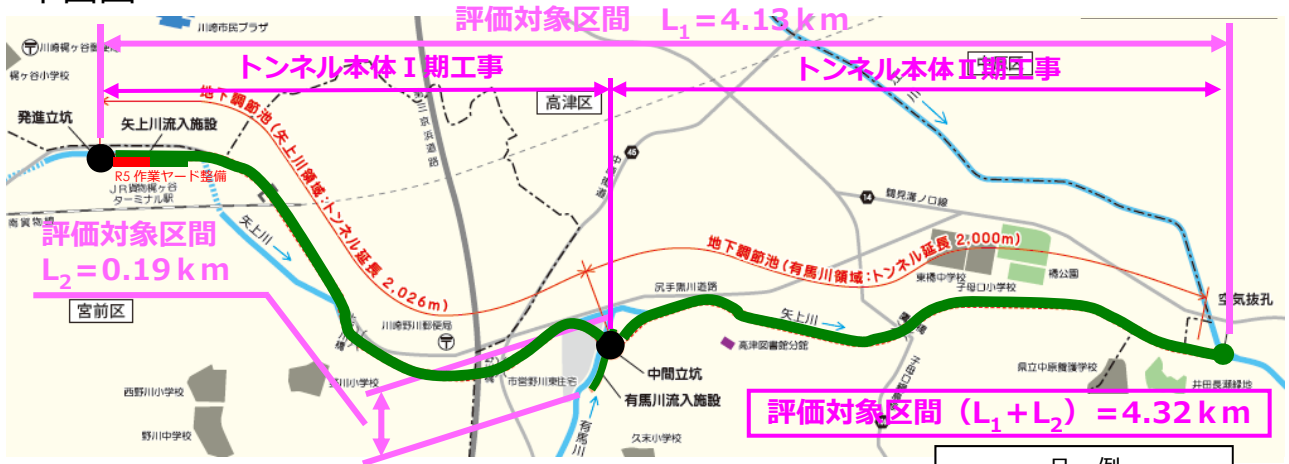 評価対象区間 L₁=4.13km
川崎市民プラザ
トンネル本体Ⅰ期工事
トンネル本体Ⅱ期工事
梶ヶ谷小学校
高津区
発進立坑
矢上川流入施設
地下調節池(矢上川領域:トンネル延長 2,026m)
45
R5 作業ヤード整備
JR貨物梶ヶ谷
ターミナル駅
南貨物線
14
鶴見溝ノ口線
評価対象区間
L₂=0.19km
矢上川
地下調節池(有馬川領域:トンネル延長 2,000m)
東橘中学校
子母口小学校
橘公園
空気抜孔
宮前区
尻手黒川道路
川崎野川郵便局
矢上川
高津図書館分館
中間立坑
県立中原養護学校
井田長瀬緑地
西野川小学校
野川小学校
市営野川東住宅
有馬川流入施設
評価対象区間(L₁+L₂)=4.32km
野川中学校
有馬川
久末小学校
凡 例